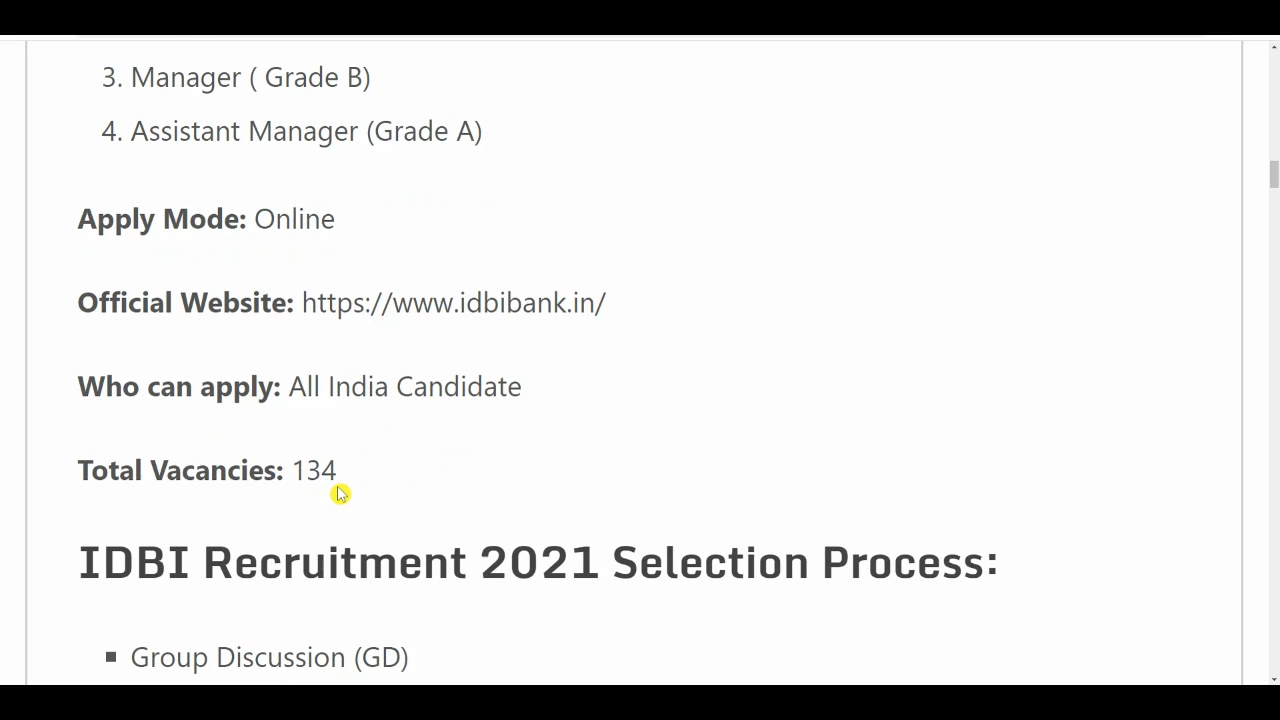 3. Manager ( Grade B)
4. Assistant Manager (Grade A)
Apply Mode: Online
Official Website: https://www.idbibank.in/
Who can apply: All India Candidate
Total Vacancies: 134
IDBI Recruitment 2021 Selection Process:
▪ Group Discussion (GD)